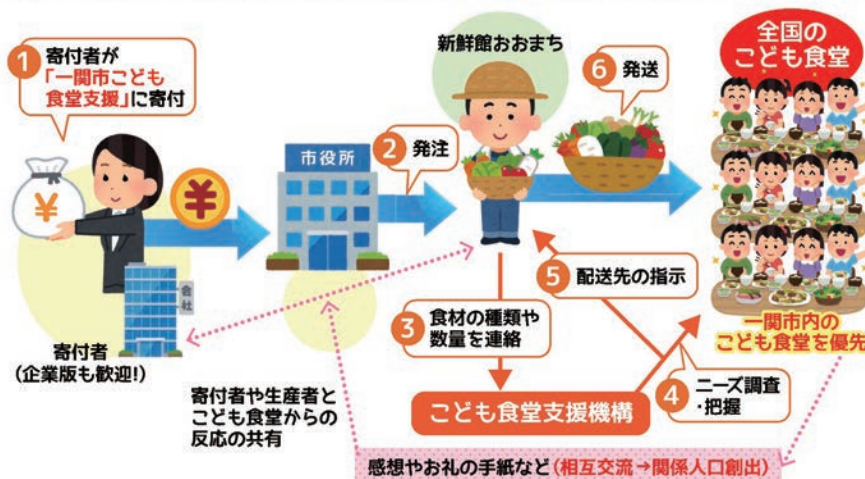 1 寄付者が
「一関市こども
食堂支援」に寄付
¥
¥
会社
寄付者
(企業版も歓迎!)
市役所
2 発注
新鮮館おおまち
6 発送
全国の
こども食堂
一関市内の
こども食堂を優先
3 食材の種類や
数量を連絡
5 配送先の指示
4 ニーズ調査
・把握
こども食堂支援機構
寄付者や生産者と
こども食堂からの
反応の共有
感想やお礼の手紙など(相互交流→関係人口創出)